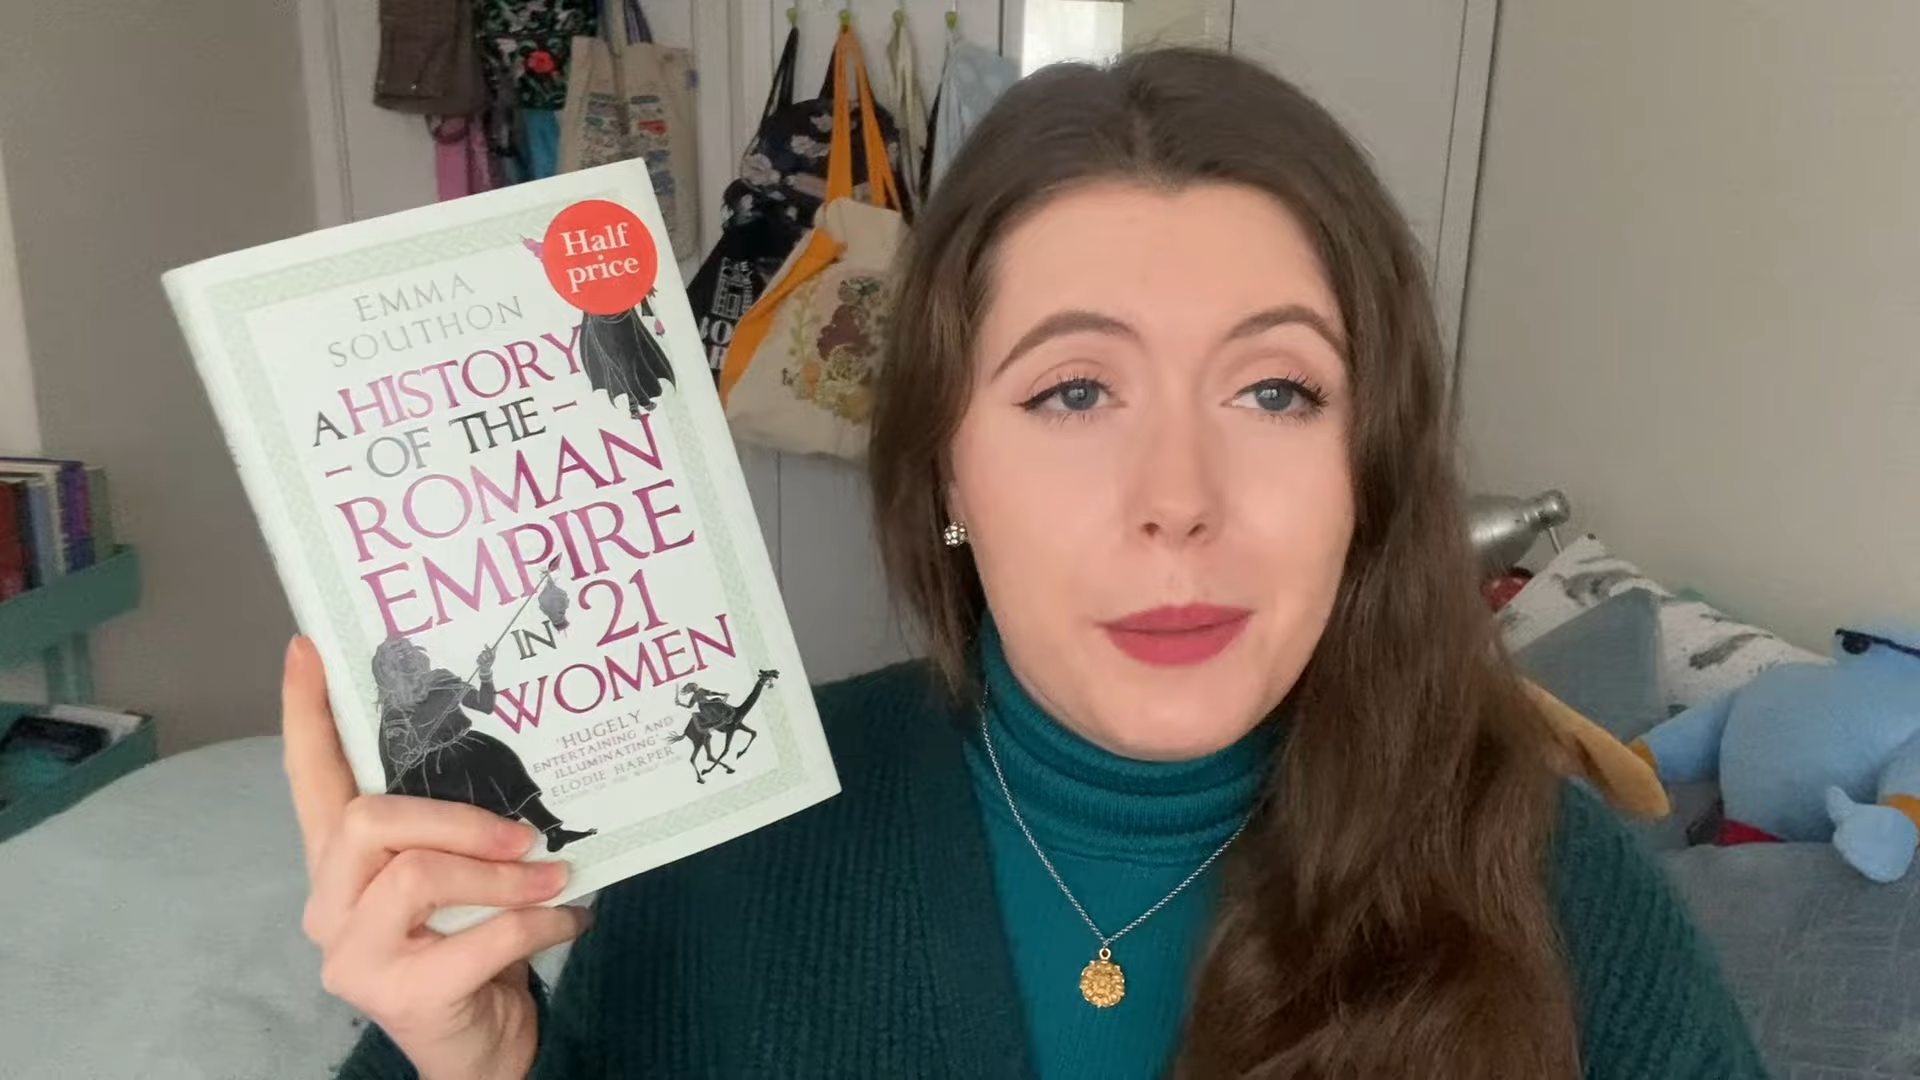 Half
price
EMMA
SOUTHON
A HISTORY
- OF THE -
ROMAN
EMPIRE
IN 21
WOMEN
'HUGELY
ENTERTAINING AND
ILLUMINATING'
ELODIE HARPER